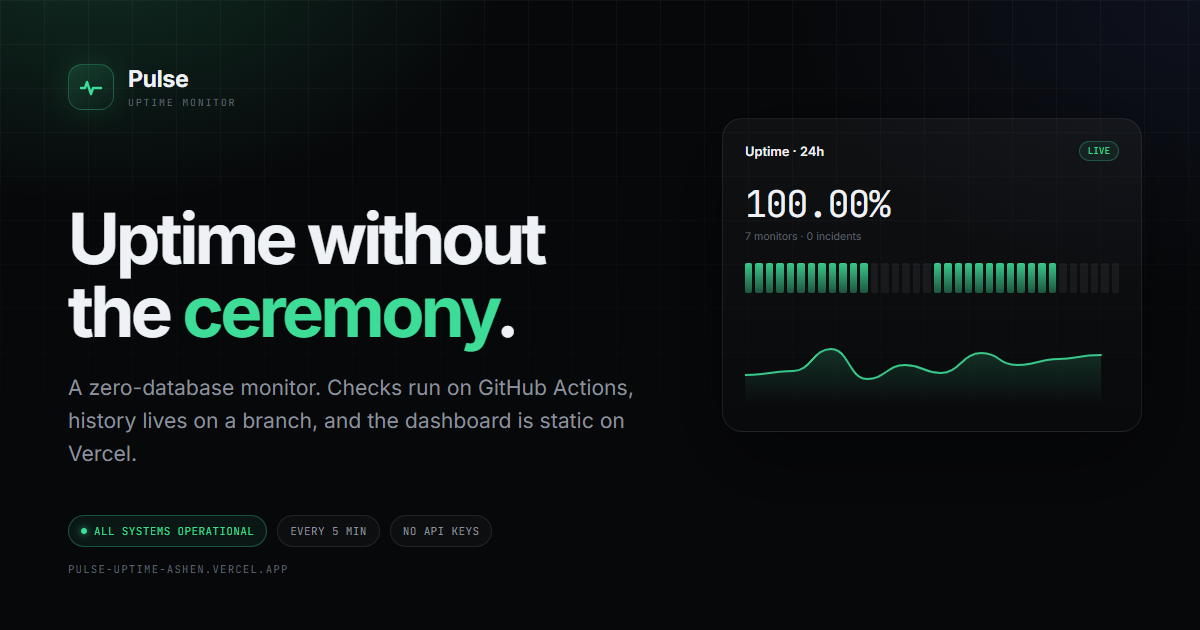 Pulse
UPTIME MONITOR
Uptime without
the ceremony.
A zero-database monitor. Checks run on GitHub Actions,
history lives on a branch, and the dashboard is static on
Vercel.
ALL SYSTEMS OPERATIONAL
EVERY 5 MIN
NO API KEYS
PULSE-UPTIME-ASHEN.VERCEL.APP
Uptime · 24h
LIVE
100.00%
7 monitors · 0 incidents